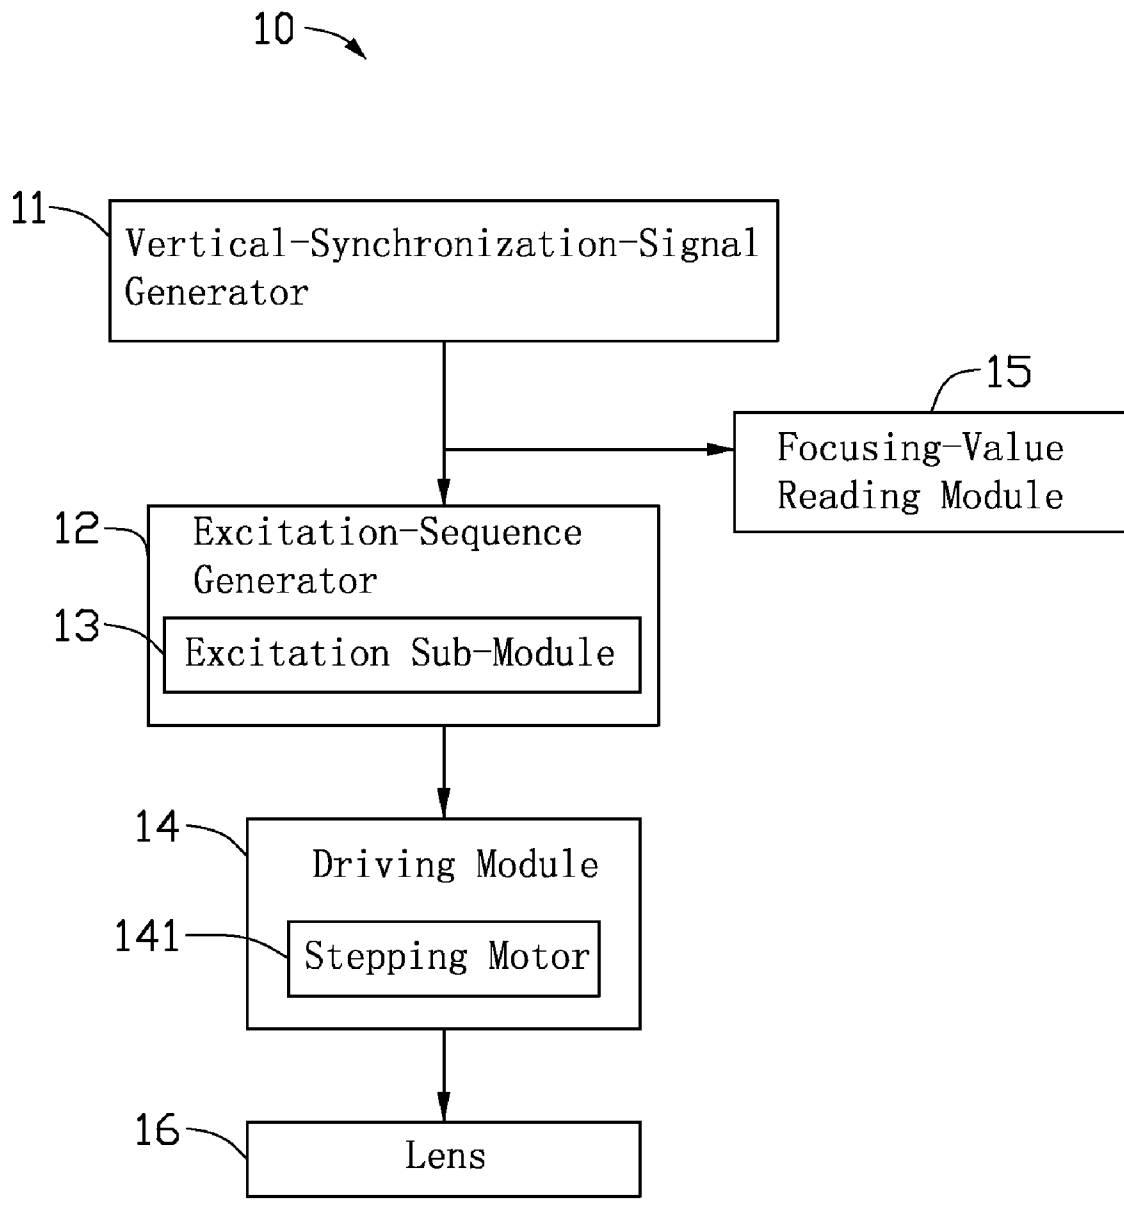 10
11
Vertical-Synchronization-Signal
Generator
15
Focusing-Value
Reading Module
12
Excitation-Sequence
Generator
13
Excitation Sub-Module
14
Driving Module
141
Stepping Motor
16
Lens